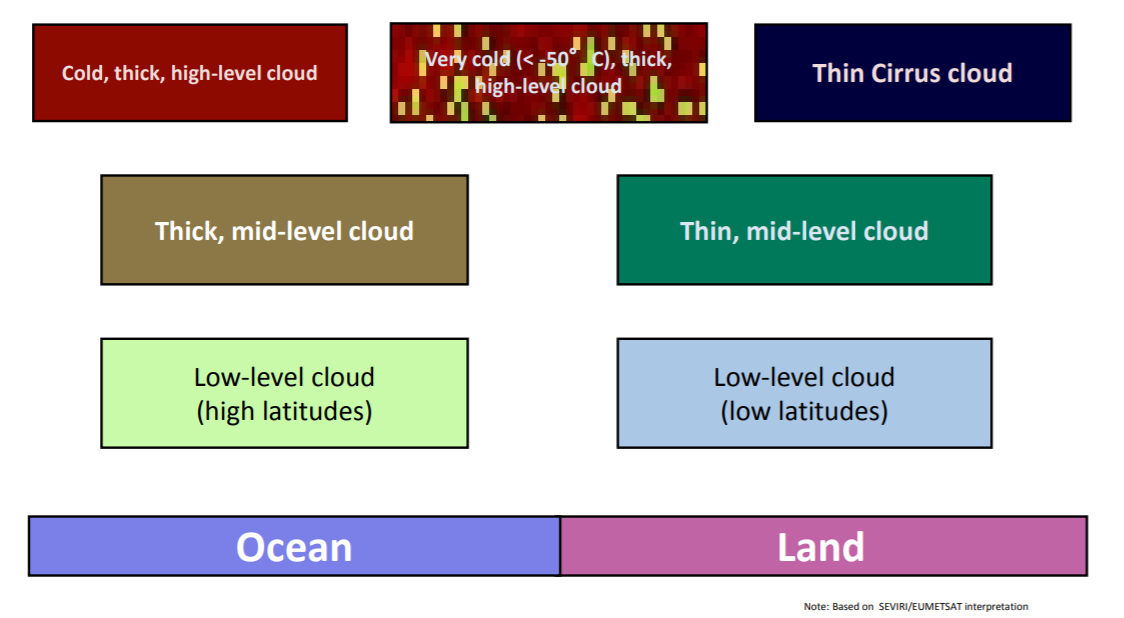 Cold, thick, high-level cloud
Very cold (< -50° C), thick,
high-level cloud
Thin Cirrus cloud
Thick, mid-level cloud
Thin, mid-level cloud
Low-level cloud
(high latitudes)
Low-level cloud
(low latitudes)
Ocean
Land
Note: Based on SEVIRI/EUMETSAT interpretation